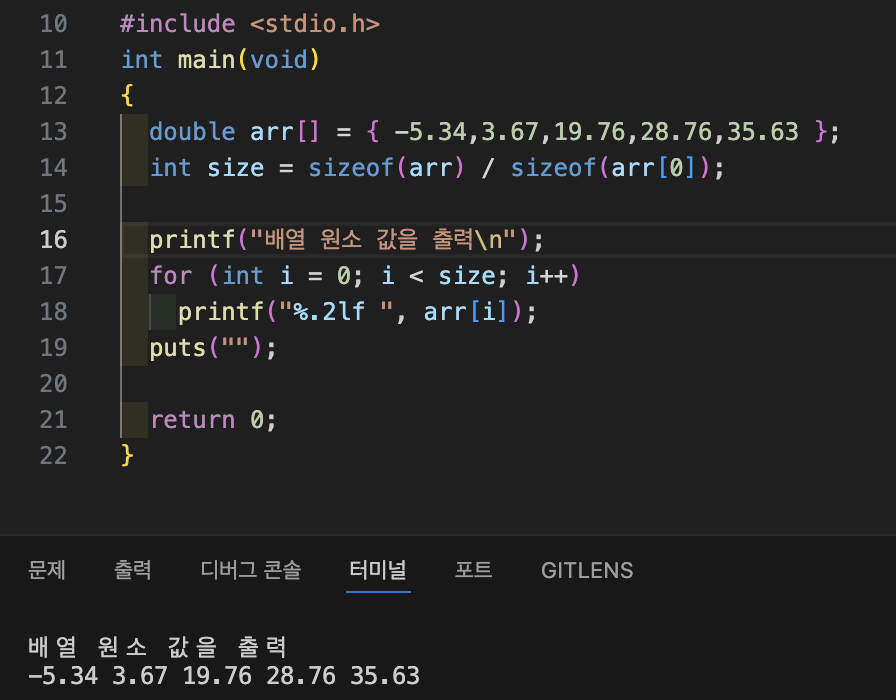 10 #include <stdio.h>
11 int main(void)
12 {
13 double arr[] = { -5.34,3.67,19.76,28.76,35.63 };
14 int size = sizeof(arr) / sizeof(arr[0]);
15
16 printf("배열 원소 값을 출력\n");
17 for (int i = 0; i < size; i++)
18 printf("%.2lf ", arr[i]);
19 puts("");
20
21 return 0;
22 }
문제 출력 디버그 콘솔 터미널 포트 GITLENS
배열 원소 값을 출력
-5.34 3.67 19.76 28.76 35.63